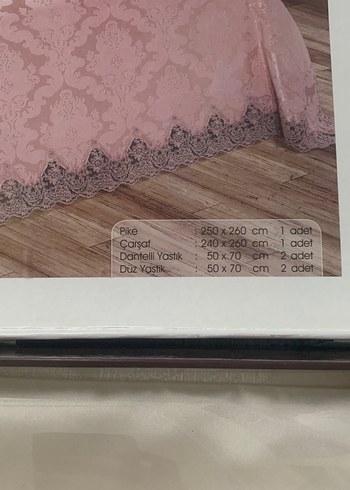 Pike : 250 x 260 cm 1 adet
Çarşaf : 240 x 260 cm 1 adet
Dantelli Yastık : 50 x 70 cm 2 adet
Düz Yastık : 50 x 70 cm 2 adet